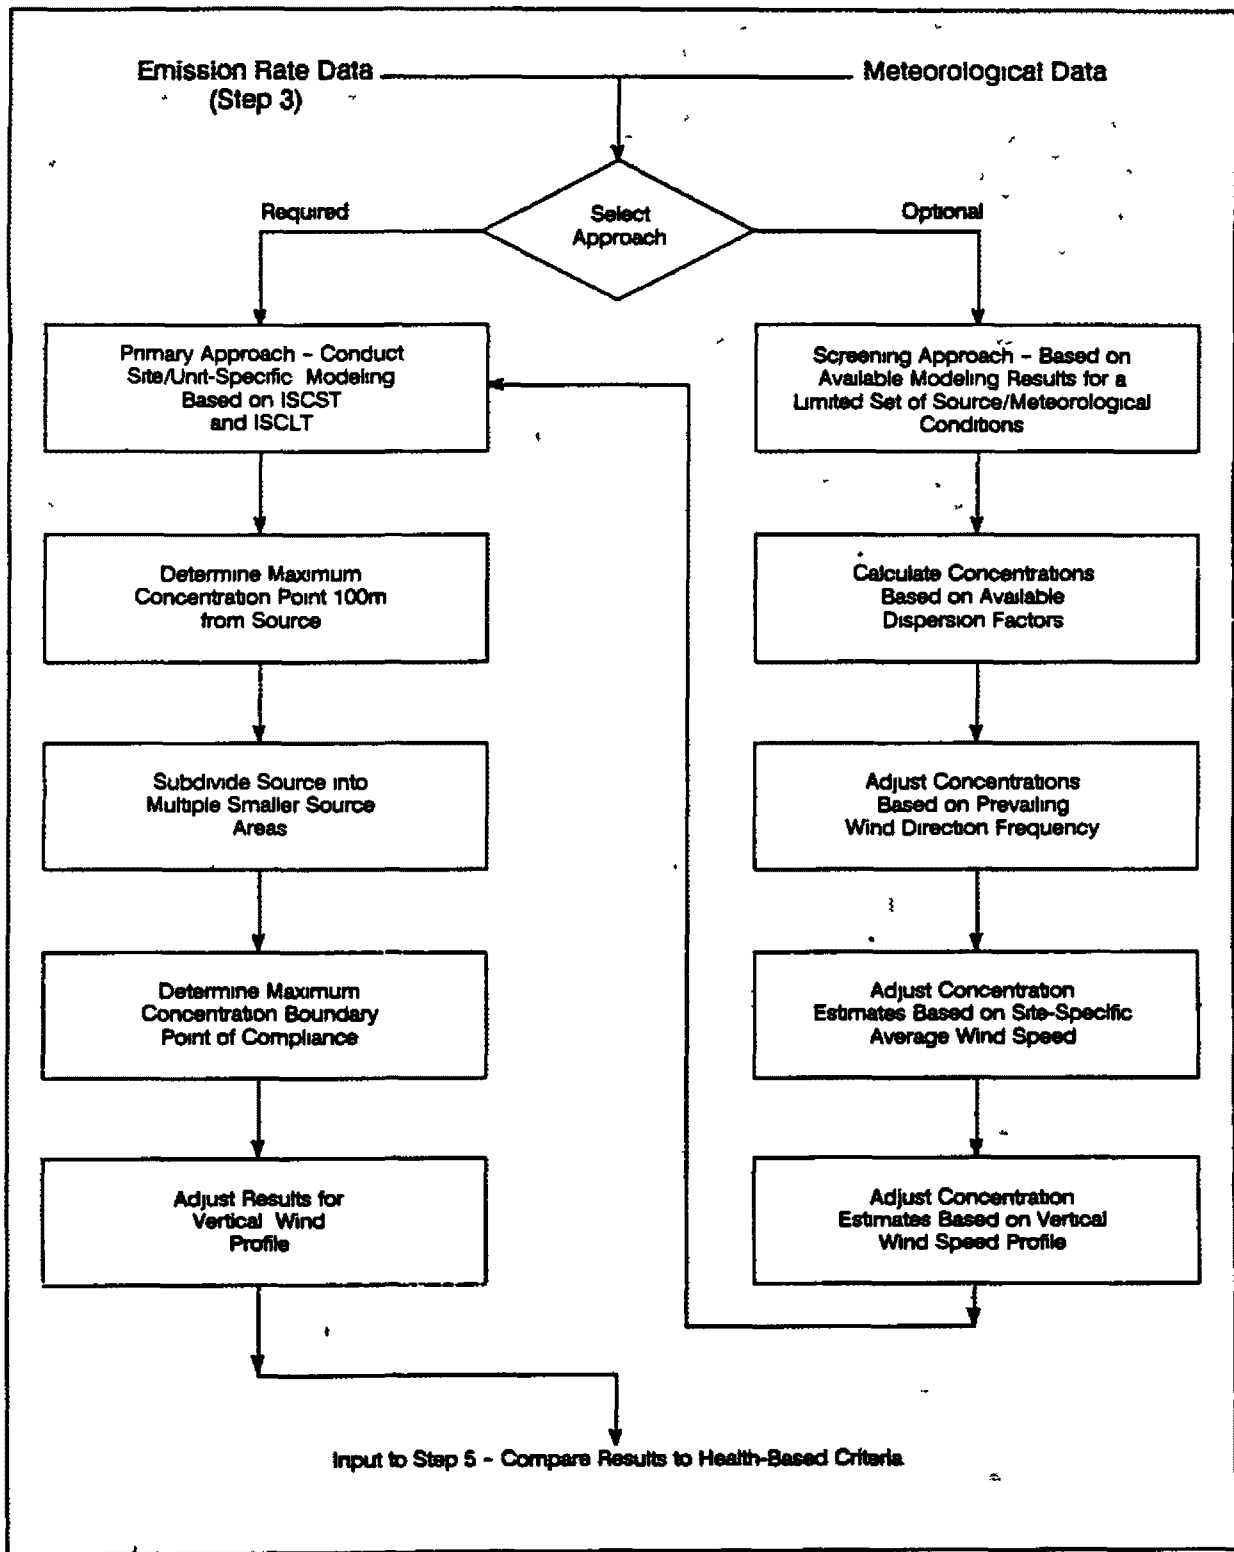 Emission Rate Data
(Step 3)
Meteorological Data
Select
Approach
Required
Optional
Primary Approach - Conduct
Site/Unit-Specific Modeling
Based on ISCST
and ISCLT
Screening Approach - Based on
Available Modeling Results for a
Limited Set of Source/Meteorological
Conditions
Determine Maximum
Concentration Point 100m
from Source
Calculate Concentrations
Based on Available
Dispersion Factors
Subdivide Source into
Multiple Smaller Source
Areas
Adjust Concentrations
Based on Prevailing
Wind Direction Frequency
Determine Maximum
Concentration Boundary
Point of Compliance
Adjust Concentration
Estimates Based on Site-Specific
Average Wind Speed
Adjust Results for
Vertical Wind
Profile
Adjust Concentration
Estimates Based on Vertical
Wind Speed Profile
Input to Step 5 - Compare Results to Health-Based Criteria